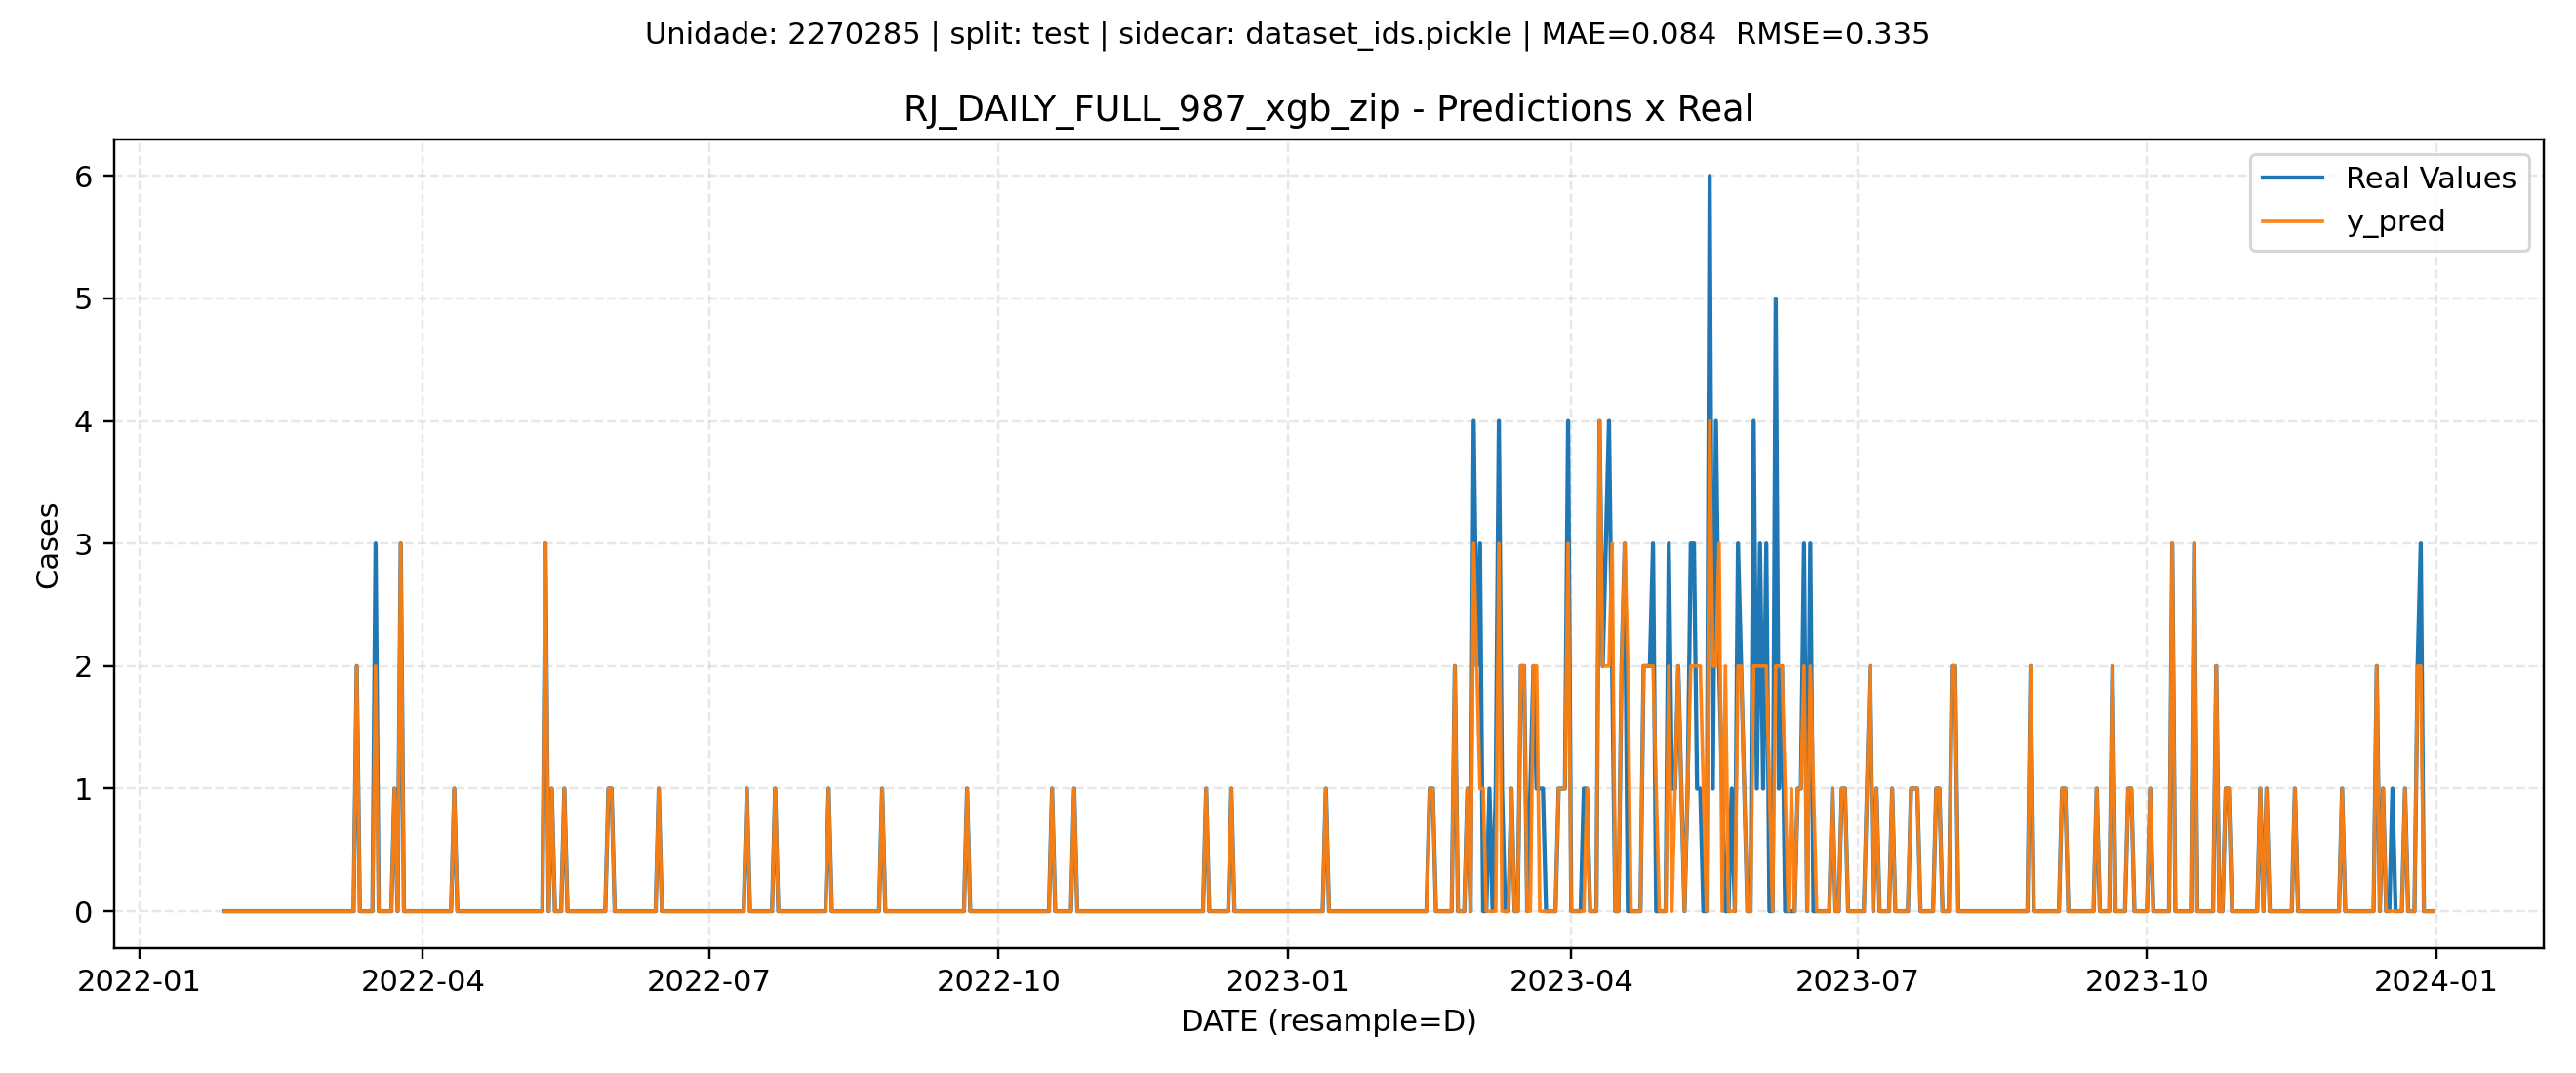 Unidade: 2270285 | split: test | sidecar: dataset_ids.pickle | MAE=0.084  RMSE=0.335
RJ_DAILY_FULL_987_xgb_zip - Predictions x Real
Real Values
y_pred
6
5
4
3
2
1
0
Cases
2022-01
2022-04
2022-07
2022-10
2023-01
2023-04
2023-07
2023-10
2024-01
DATE (resample=D)